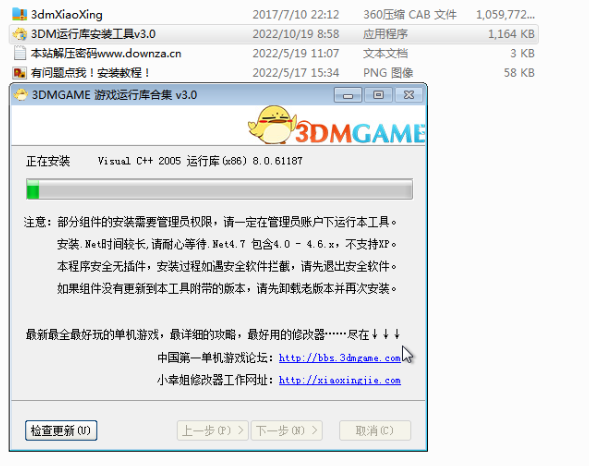 3dmXiaoXing 2017/7/10 22:12 360压缩 CAB 文件 1,059,772...
3DM运行库安装工具v3.0 2022/10/19 8:58 应用程序 1,164 KB
本站解压密码www.downza.cn 2022/5/19 11:07 文本文档 3 KB
有问题点我！安装教程！ 2022/5/17 15:34 PNG 图像 58 KB
3DMGAME 游戏运行库合集 v3.0
3DMGAME
正在安装 Visual C++ 2005 运行库(x86) 8.0.61187
注意：部分组件的安装需要管理员权限，请一定在管理员账户下运行本工具。
安装.Net时间较长,请耐心等待.Net4.7 包含4.0 - 4.6.x，不支持XP。
本程序安全无插件，安装过程如遇安全软件拦截，请先退出安全软件。
如果组件没有更新到本工具附带的版本，请先卸载老版本并再次安装。
最新最全最好玩的单机游戏，最详细的攻略，最好用的修改器……尽在↓↓↓
中国第一单机游戏论坛：http://bbs.3dmgame.com
小幸姐修改器工作网址：http://xiaoxingjie.com
检查更新(U) 上一步(P) > 下一步(N) > 取消(C)